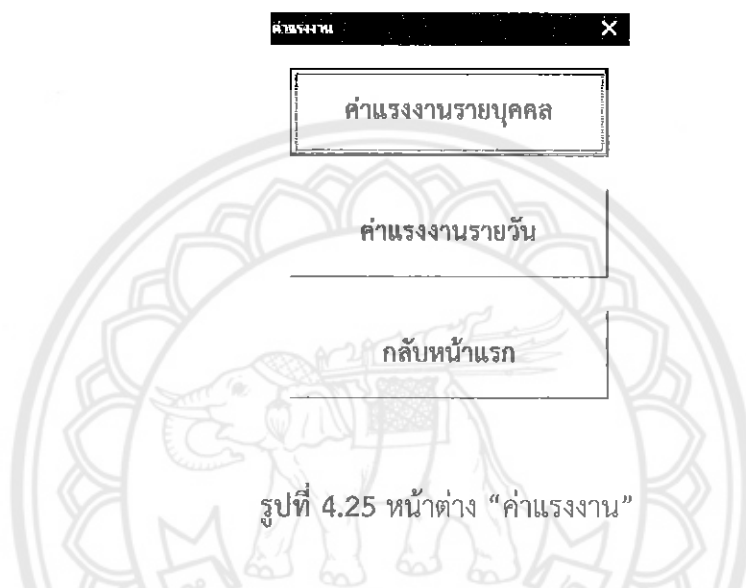 ค่าแรงงาน
ค่าแรงงานรายบุคคล
ค่าแรงงานรายวัน
กลับหน้าแรก
รูปที่ 4.25 หน้าต่าง “ค่าแรงงาน”